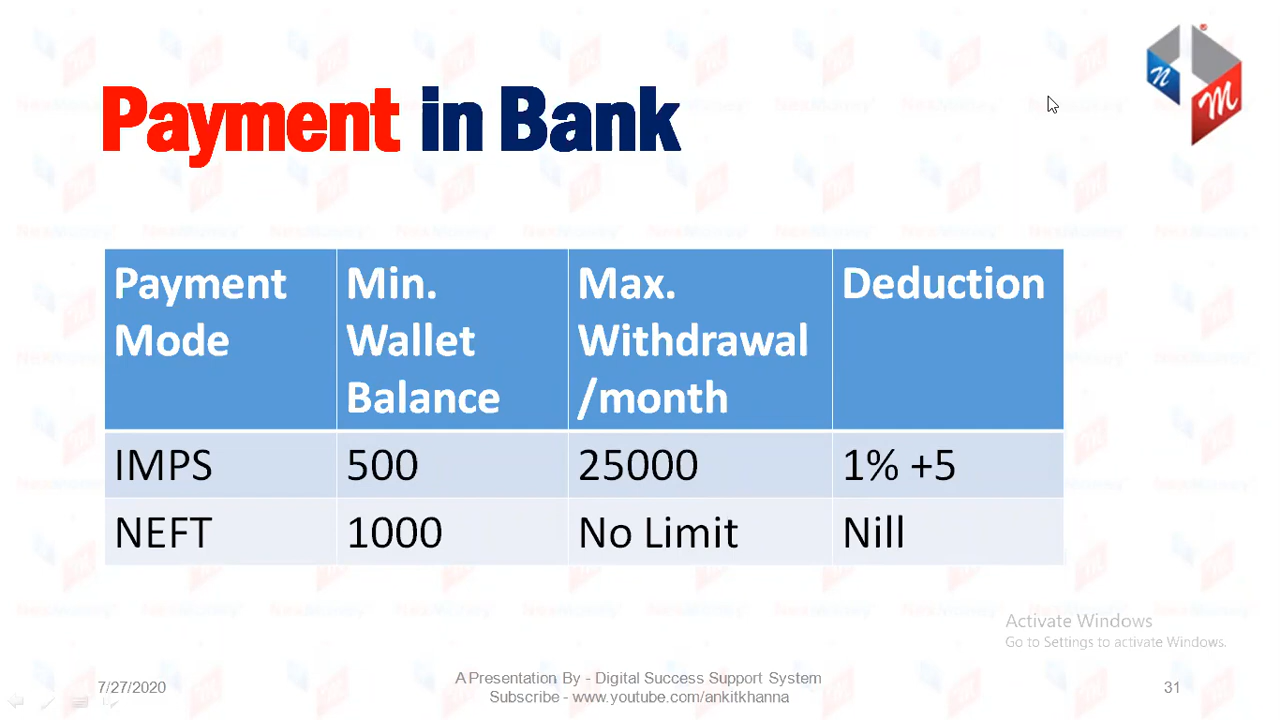 Payment in Bank
Payment Mode | Min. Wallet Balance | Max. Withdrawal /month | Deduction
IMPS | 500 | 25000 | 1% +5
NEFT | 1000 | No Limit | Nill
Activate Windows
Go to Settings to activate Windows.
7/27/2020
A Presentation By - Digital Success Support System
Subscribe - www.youtube.com/ankitkhanna
31